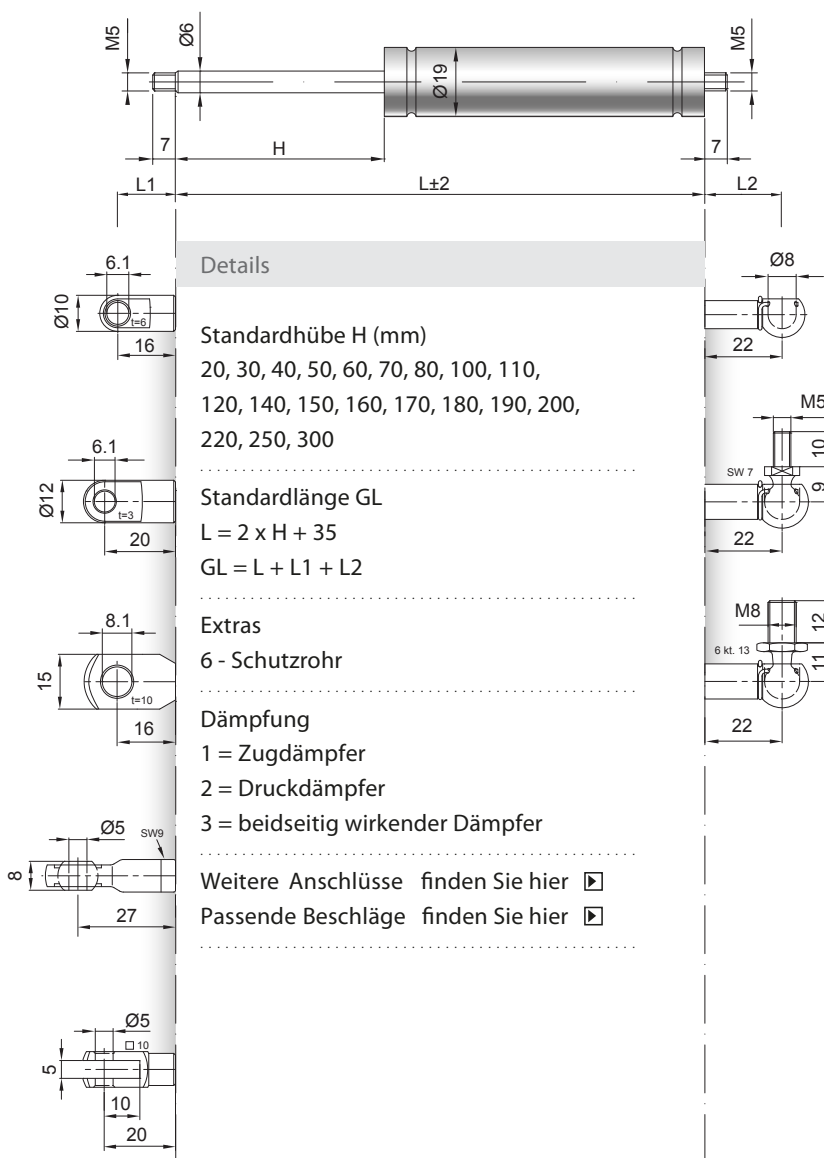 M5
Ø6
Ø19
M5
7
H
7
L1
L±2
L2
Details
Standardhübe H (mm)
20, 30, 40, 50, 60, 70, 80, 100, 110,
120, 140, 150, 160, 170, 180, 190, 200,
220, 250, 300
Standardlänge GL
L = 2 x H + 35
GL = L + L1 + L2
Extras
6 - Schutzrohr
Dämpfung
1 = Zugdämpfer
2 = Druckdämpfer
3 = beidseitig wirkender Dämpfer
Weitere Anschlüsse finden Sie hier
Passende Beschläge finden Sie hier
6.1
Ø10
t=6
16
6.1
Ø12
t=3
20
8.1
15
t=10
16
Ø5
SW9
8
27
Ø5
□ 10
5
10
20
Ø8
22
M5
10
SW 7
9
22
M8
12
6 kt. 13
11
22